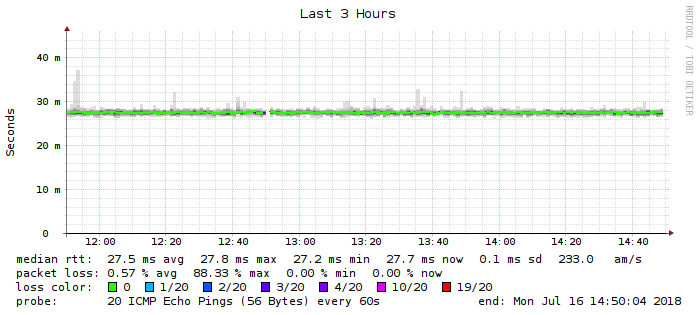 Last 3 Hours
RRDTOOL / TOBI OETIKER
Seconds
40 m
30 m
20 m
10 m
0
12:00 12:20 12:40 13:00 13:20 13:40 14:00 14:20 14:40
median rtt: 27.5 ms avg 27.8 ms max 27.2 ms min 27.7 ms now 0.1 ms sd 233.0 am/s
packet loss: 0.57 % avg 88.33 % max 0.00 % min 0.00 % now
loss color: 0 1/20 2/20 3/20 4/20 10/20 19/20
probe: 20 ICMP Echo Pings (56 Bytes) every 60s end: Mon Jul 16 14:50:04 2018